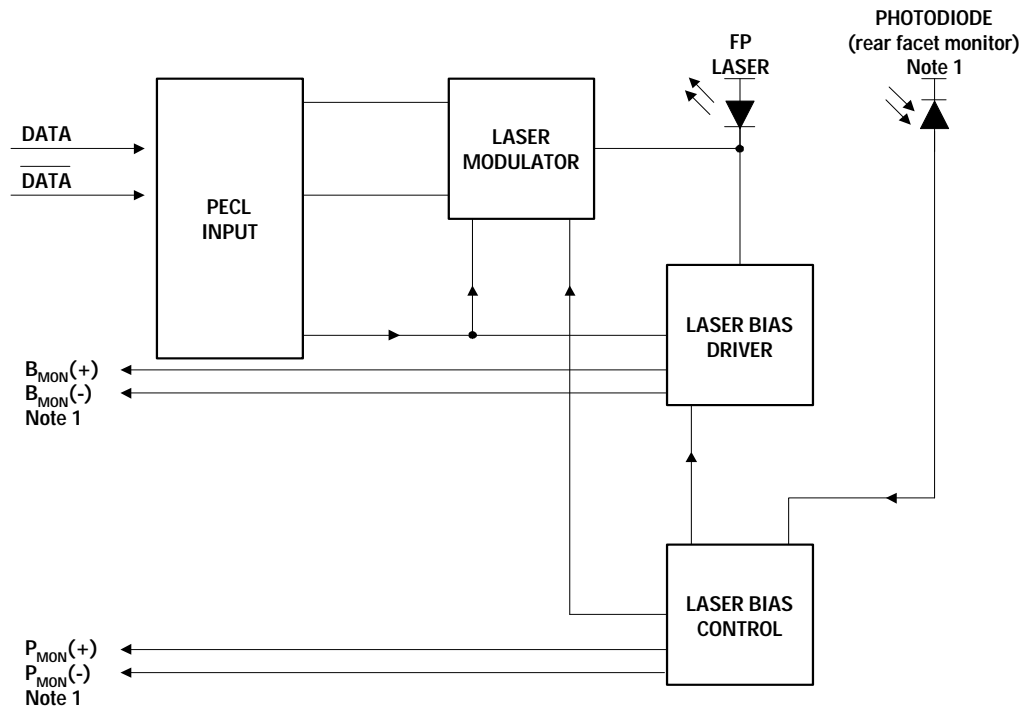 PHOTODIODE
(rear facet monitor)
Note 1
FP
LASER
DATA
DATA
PECL
INPUT
LASER
MODULATOR
LASER BIAS
DRIVER
BMON(+)
BMON(-)
Note 1
LASER BIAS
CONTROL
PMON(+)
PMON(-)
Note 1